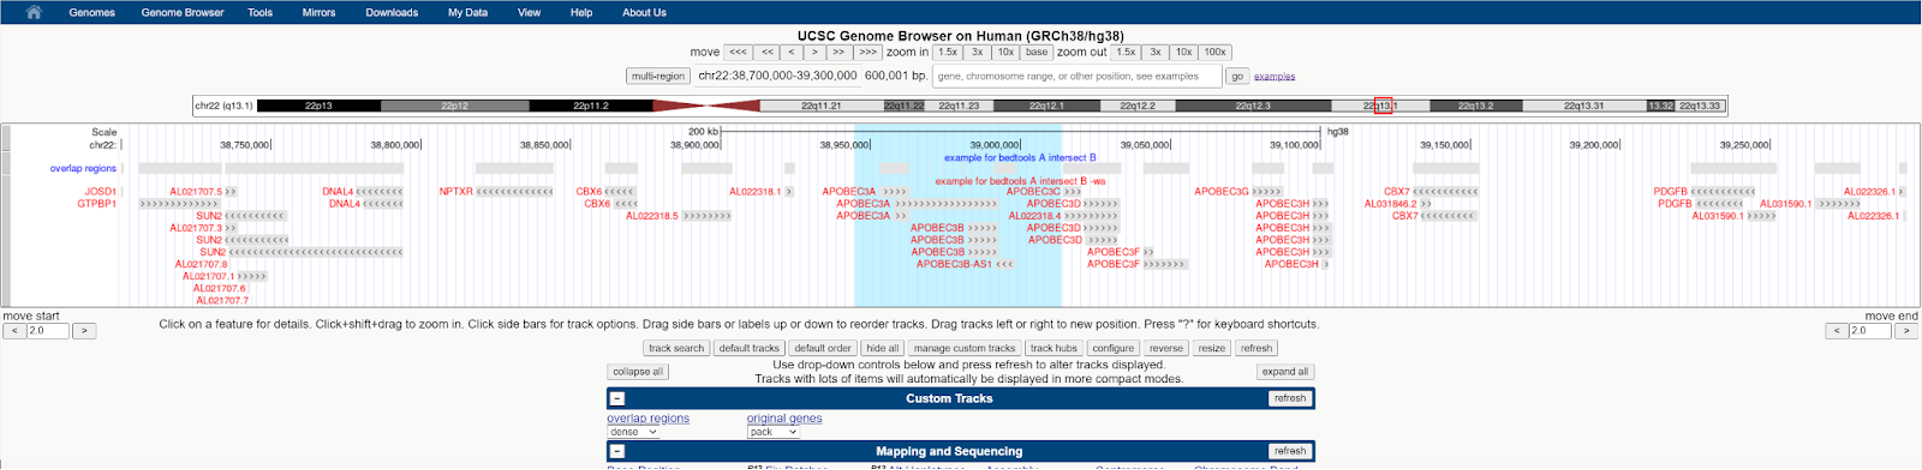 Genomes Genome Browser Tools Mirrors Downloads My Data View Help About Us
UCSC Genome Browser on Human (GRCh38/hg38)
move <<< << < > >> >>> zoom in 1.5x 3x 10x base zoom out 1.5x 3x 10x 100x
multi-region chr22:38,700,000-39,300,000 600,001 bp. gene, chromosome range, or other position, see examples go examples
chr22 (q13.1) 22p13 22p12 22p11.2 22q11.21 22q11.22 22q11.23 22q12.1 22q12.2 22q12.3 22q13.1 22q13.2 22q13.31 13.32 22q13.33
Scale 200 kb hg38
chr22: 38,750,000 38,800,000 38,850,000 38,900,000 38,950,000 39,000,000 39,050,000 39,100,000 39,150,000 39,200,000 39,250,000
example for bedtools A intersect B
overlap regions
example for bedtools A intersect B -wa
JOSD1 AL021707.5 DNAL4 NPTXR CBX6 AL022318.1 APOBEC3A APOBEC3C APOBEC3G CBX7 PDGFB AL022326.1
GTPBP1 DNAL4 CBX6 APOBEC3A APOBEC3D APOBEC3H AL031846.2 PDGFB AL031590.1
SUN2 AL022318.5 APOBEC3A AL022318.4 APOBEC3H CBX7 AL031590.1 AL022326.1
AL021707.3 APOBEC3B APOBEC3D APOBEC3H
SUN2 APOBEC3B APOBEC3D APOBEC3H
SUN2 APOBEC3B APOBEC3F APOBEC3H
AL021707.8 APOBEC3B-AS1 APOBEC3F APOBEC3H
AL021707.1
AL021707.6
AL021707.7
move start move end
< 2.0 > Click on a feature for details. Click+shift+drag to zoom in. Click side bars for track options. Drag side bars or labels up or down to reorder tracks. Drag tracks left or right to new position. Press "?" for keyboard shortcuts. < 2.0 >
track search default tracks default order hide all manage custom tracks track hubs configure reverse resize refresh
collapse all Use drop-down controls below and press refresh to alter tracks displayed. expand all
Tracks with lots of items will automatically be displayed in more compact modes.
- Custom Tracks refresh
overlap regions original genes
dense pack
- Mapping and Sequencing refresh